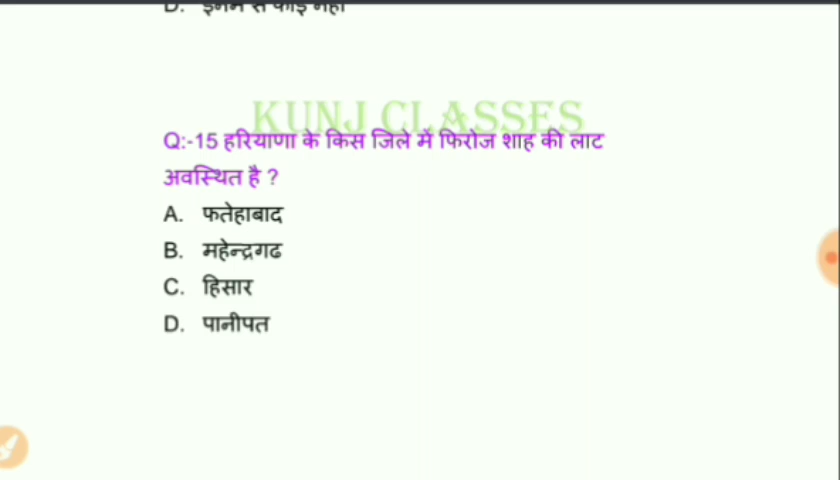 KUNJ CLASSES
Q:-15 हरियाणा के किस जिले में फिरोज शाह की लाट
अवस्थित है ?
A. फतेहाबाद
B. महेन्द्रगढ
C. हिसार
D. पानीपत